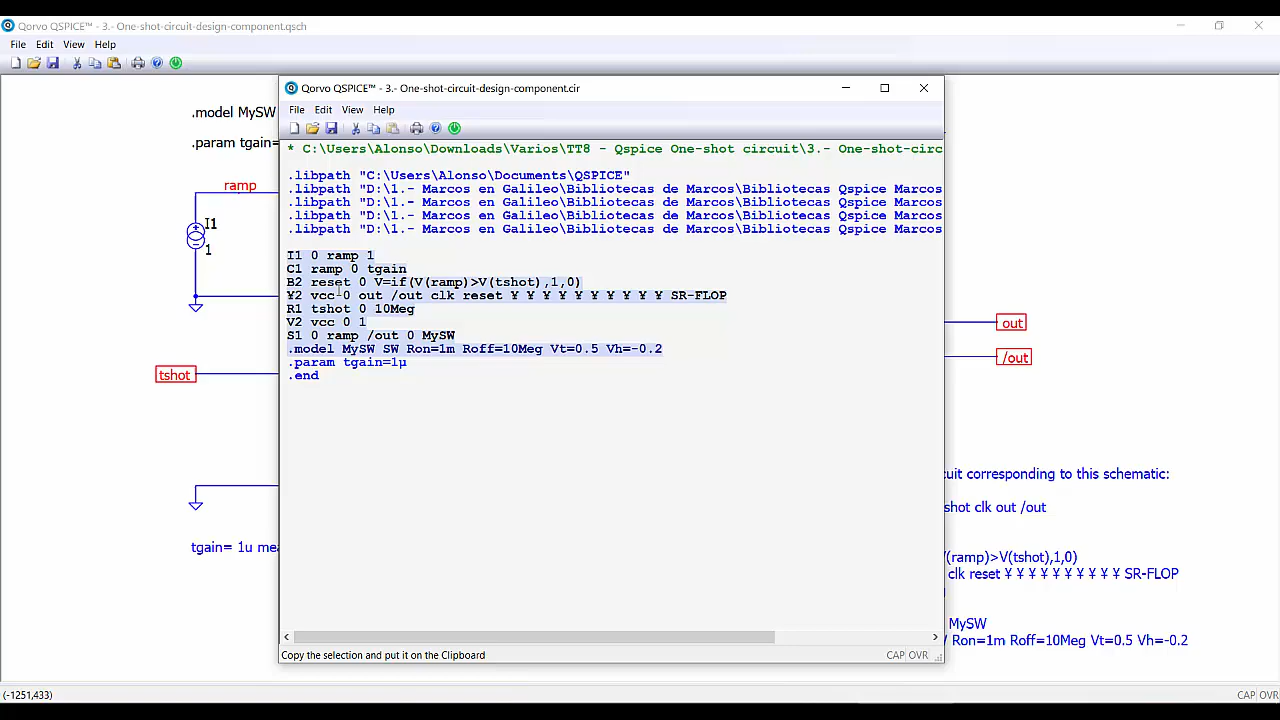 Qorvo QSPICE™ - 3.- One-shot-circuit-design-component.qsch
File Edit View Help
.model MySW
.param tgain=
ramp
I1
1
tshot
tgain= 1u mea
Qorvo QSPICE™ - 3.- One-shot-circuit-design-component.cir
File Edit View Help
* C:\Users\Alonso\Downloads\Varios\TT8 - Qspice One-shot circuit\3.- One-shot-circ
.libpath "C:\Users\Alonso\Documents\QSPICE"
.libpath "D:\1.- Marcos en Galileo\Bibliotecas de Marcos\Bibliotecas Qspice Marcos
.libpath "D:\1.- Marcos en Galileo\Bibliotecas de Marcos\Bibliotecas Qspice Marcos
.libpath "D:\1.- Marcos en Galileo\Bibliotecas de Marcos\Bibliotecas Qspice Marcos
.libpath "D:\1.- Marcos en Galileo\Bibliotecas de Marcos\Bibliotecas Qspice Marcos
I1 0 ramp 1
C1 ramp 0 tgain
B2 reset 0 V=if(V(ramp)>V(tshot),1,0)
¥2 vcc 0 out /out clk reset ¥ ¥ ¥ ¥ ¥ ¥ ¥ ¥ ¥ ¥ SR-FLOP
R1 tshot 0 10Meg
V2 vcc 0 1
S1 0 ramp /out 0 MySW
.model MySW SW Ron=1m Roff=10Meg Vt=0.5 Vh=-0.2
.param tgain=1µ
.end
Copy the selection and put it on the Clipboard
CAP OVR
out
/out
cuit corresponding to this schematic:
shot clk out /out
/(ramp)>V(tshot),1,0)
clk reset ¥ ¥ ¥ ¥ ¥ ¥ ¥ ¥ ¥ ¥ SR-FLOP
MySW
Ron=1m Roff=10Meg Vt=0.5 Vh=-0.2
(-1251,433)
CAP OVR